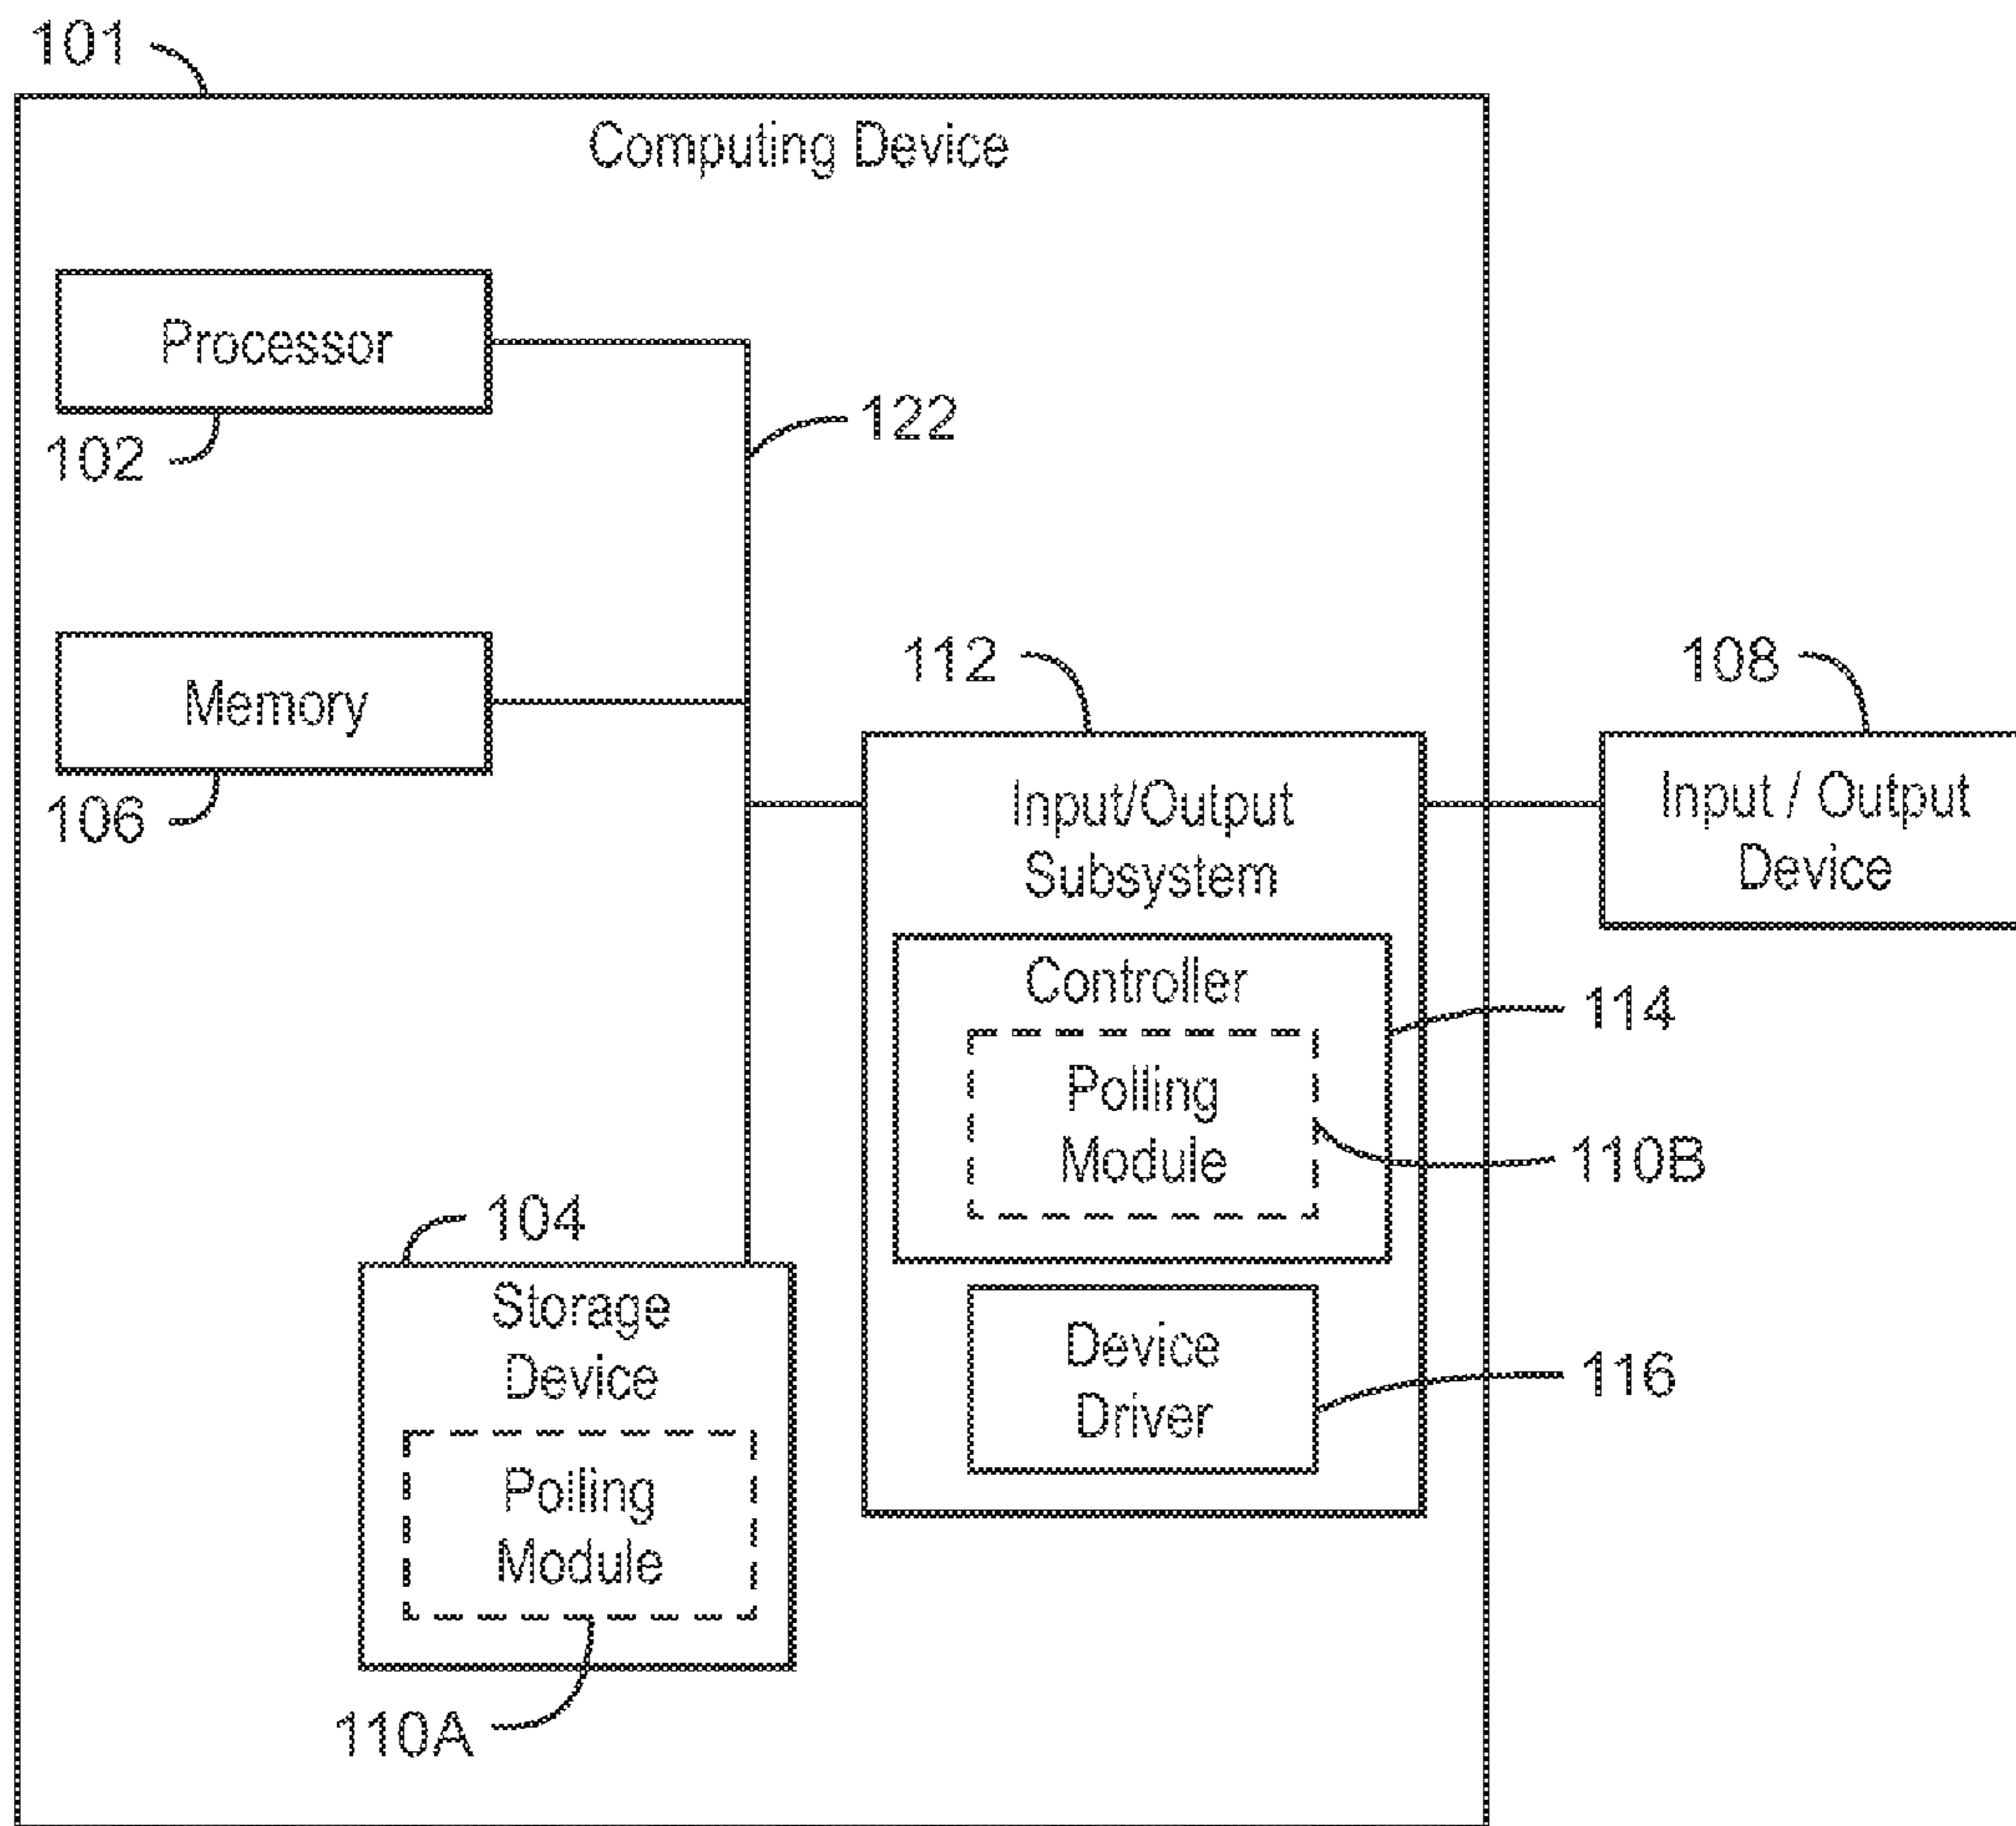 101
Computing Device
Processor
122
102
Memory
106
112
108
Input/Output
Subsystem
Input / Output
Device
Controller
114
Polling
Module
110B
104
Storage
Device
Device
Driver
116
Polling
Module
110A